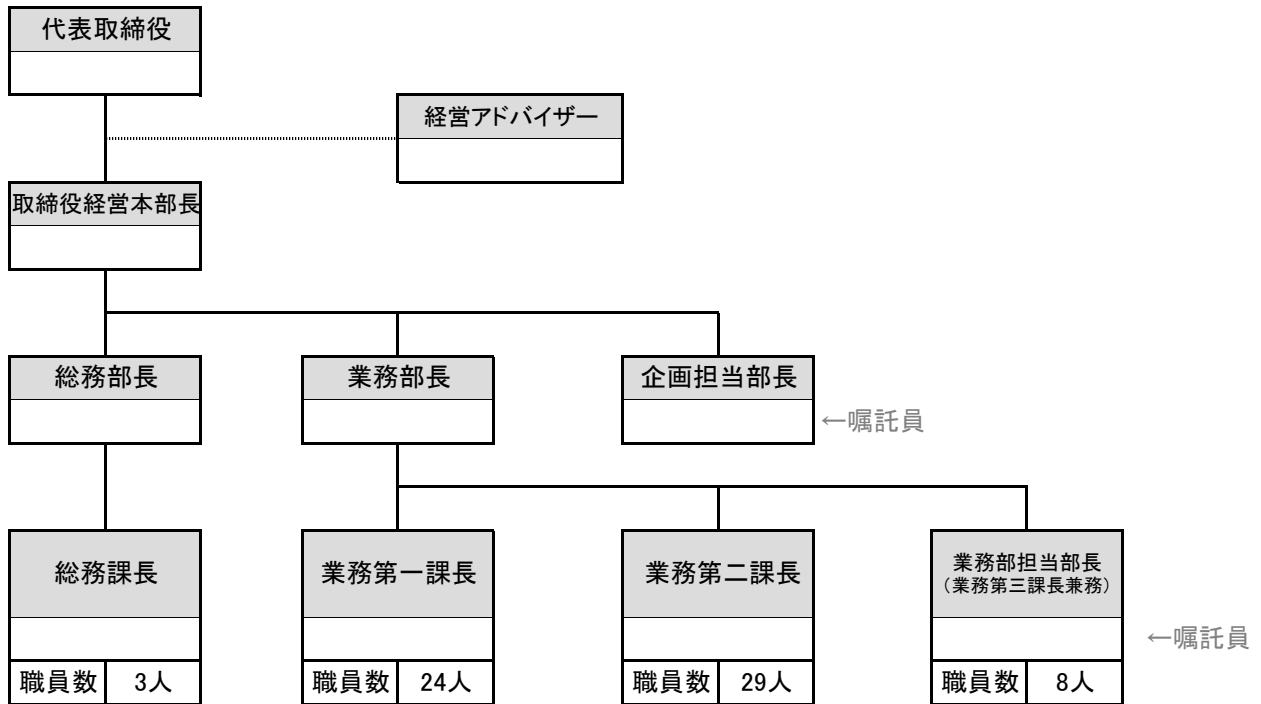 代表取締役
経営アドバイザー
取締役経営本部長
総務部長
業務部長
企画担当部長
←嘱託員
総務課長
業務第一課長
業務第二課長
業務部担当部長
（業務第三課長兼務）
←嘱託員
職員数 3人
職員数 24人
職員数 29人
職員数 8人